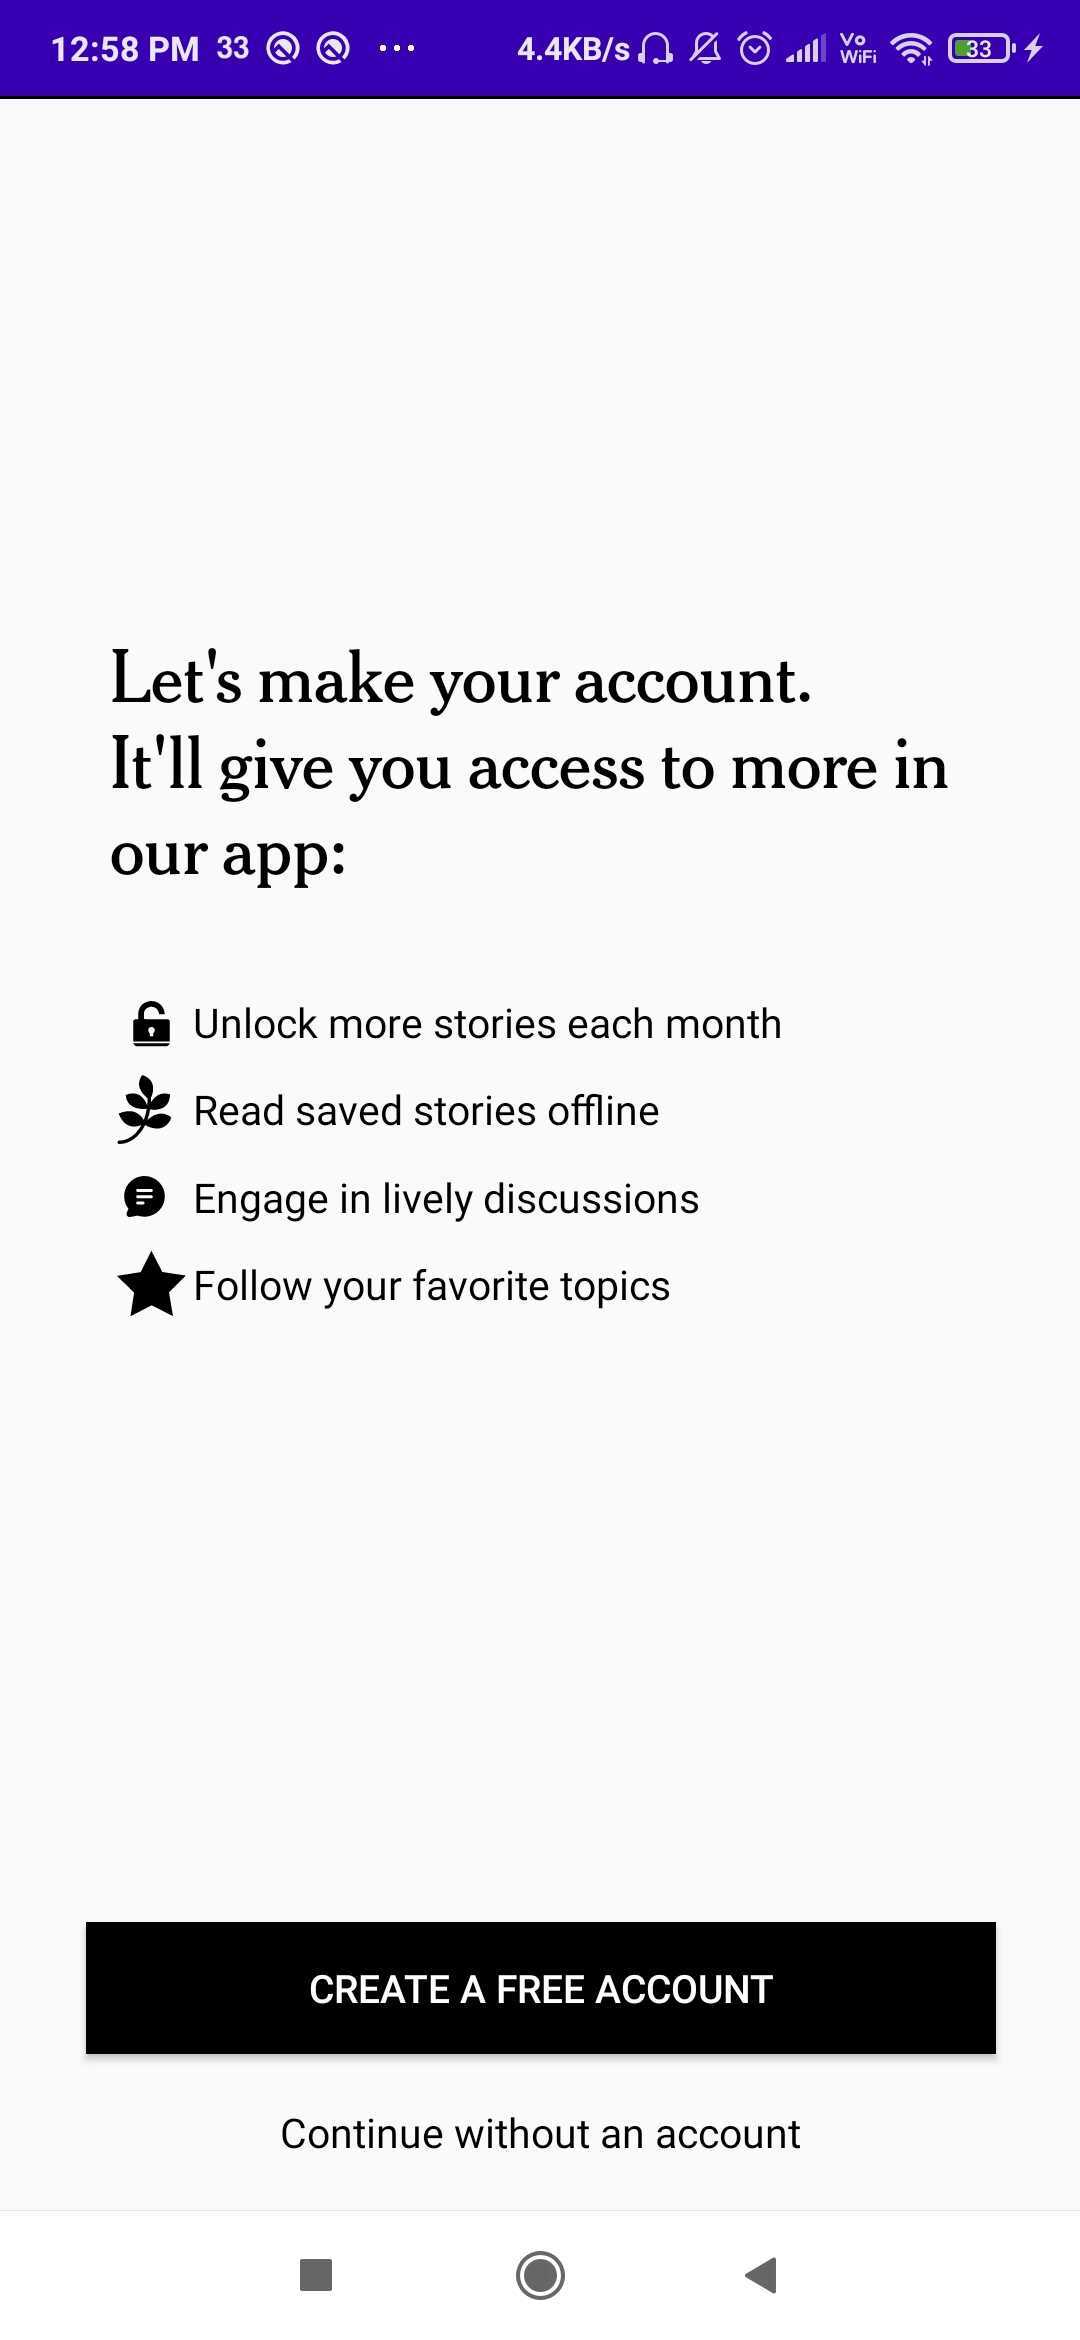 12:58 PM 33 4.4KB/s Vo WiFi 33
Let's make your account.
It'll give you access to more in
our app:
Unlock more stories each month
Read saved stories offline
Engage in lively discussions
Follow your favorite topics
CREATE A FREE ACCOUNT
Continue without an account